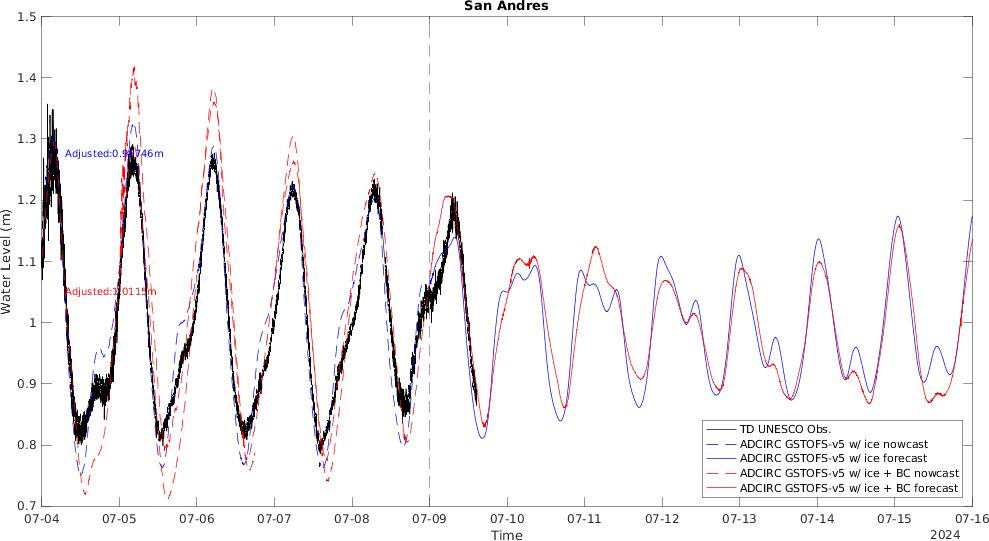 San Andres
1.5
1.4
1.3
1.2
1.1
1
0.9
0.8
0.7
Water Level (m)
Adjusted:1.0115m
TD UNESCO Obs.
ADCIRC GSTOFS-v5 w/ ice nowcast
ADCIRC GSTOFS-v5 w/ ice forecast
ADCIRC GSTOFS-v5 w/ ice + BC nowcast
ADCIRC GSTOFS-v5 w/ ice + BC forecast
07-04 07-05 07-06 07-07 07-08 07-09 07-10 07-11 07-12 07-13 07-14 07-15 07-16
Time
2024